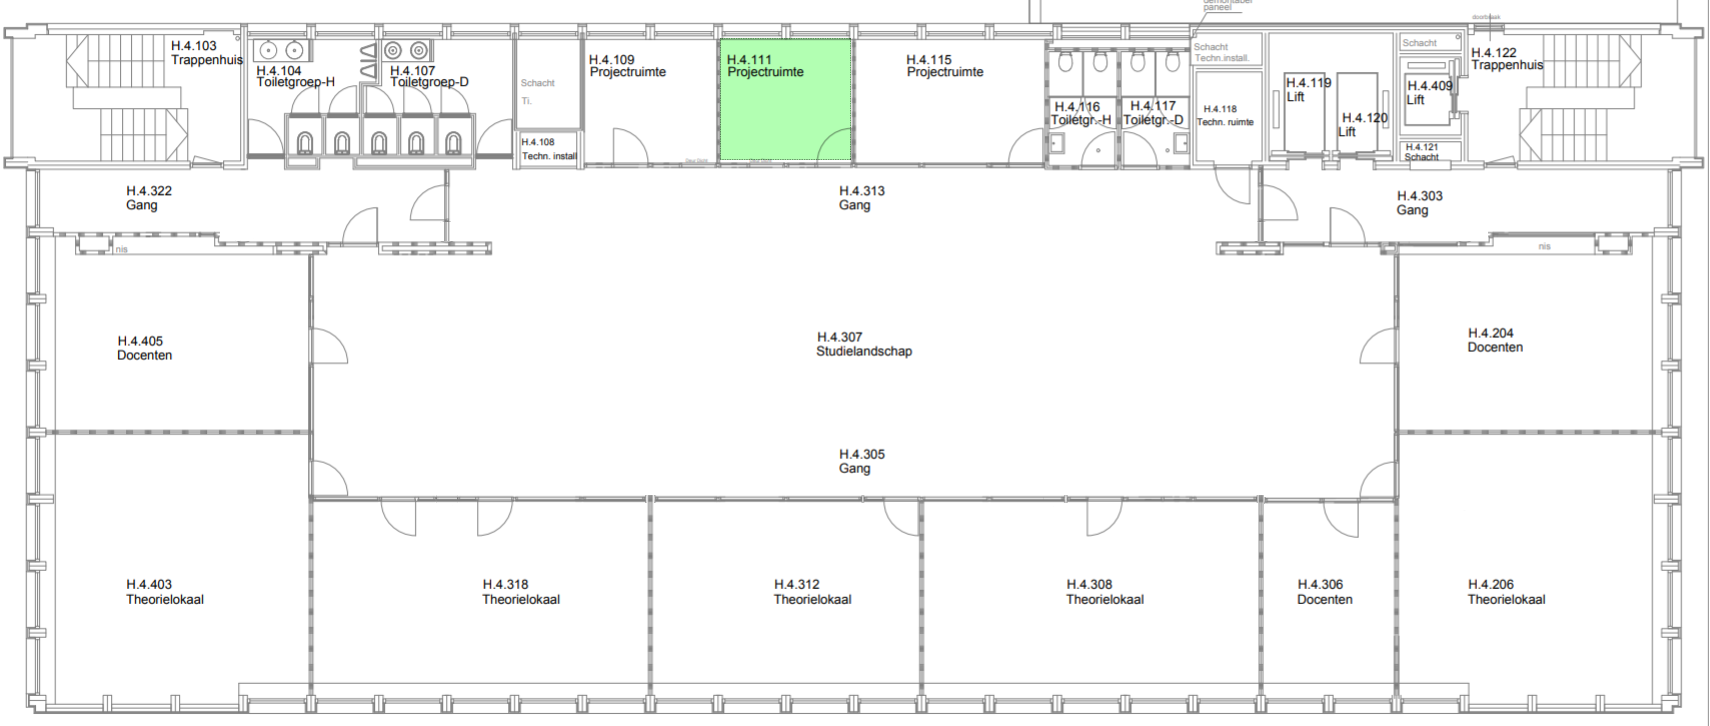 demontabel
paneel
doorbraak
H.4.103
Trappenhuis
H.4.104
Toiletgroep-H
H.4.107
Toiletgroep-D
Schacht
Ti.
H.4.108
Techn. install
H.4.109
Projectruimte
H.4.111
Projectruimte
H.4.115
Projectruimte
H.4.116
Toiletgr.-H
H.4.117
Toiletgr.-D
Schacht
Techn.install.
H.4.118
Techn. ruimte
H.4.119
Lift
H.4.120
Lift
Schacht
H.4.409
Lift
H.4.121
Schacht
H.4.122
Trappenhuis
H.4.322
Gang
H.4.313
Gang
H.4.303
Gang
nis
nis
H.4.405
Docenten
H.4.307
Studielandschap
H.4.204
Docenten
H.4.305
Gang
H.4.403
Theorielokaal
H.4.318
Theorielokaal
H.4.312
Theorielokaal
H.4.308
Theorielokaal
H.4.306
Docenten
H.4.206
Theorielokaal